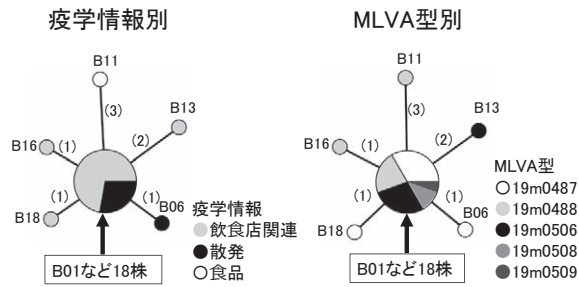 疫学情報別
B11
(3)
B13
(2)
B16
(1)
(1)
B18
(1)
B06
B01など18株
疫学情報
飲食店関連
散発
食品
MLVA型別
B11
(3)
B13
(2)
B16
(1)
(1)
B18
(1)
B06
B01など18株
MLVA型
19m0487
19m0488
19m0506
19m0508
19m0509